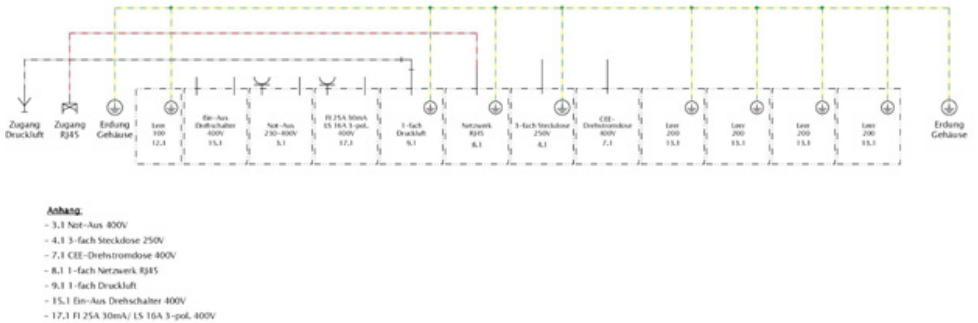 Zugang
Druckluft
Zugang
RJ45
Erdung
Gehäuse
Leer
100
12.1
Ein-Aus
Drehschalter
400V
15.1
Not-Aus
230-400V
3.1
FI 25A 30mA
LS 16A 3-pol.
400V
17.1
1-fach
Druckluft
9.1
Netzwerk
RJ45
8.1
3-fach Steckdose
250V
4.1
CEE-
Drehstromdose
400V
7.1
Leer
200
13.1
Leer
200
13.1
Leer
200
13.1
Leer
200
13.1
Erdung
Gehäuse
Anhang:
- 3.1 Not-Aus 400V
- 4.1 3-fach Steckdose 250V
- 7.1 CEE-Drehstromdose 400V
- 8.1 1-fach Netzwerk RJ45
- 9.1 1-fach Druckluft
- 15.1 Ein-Aus Drehschalter 400V
- 17.1 FI 25A 30mA/ LS 16A 3-pol. 400V